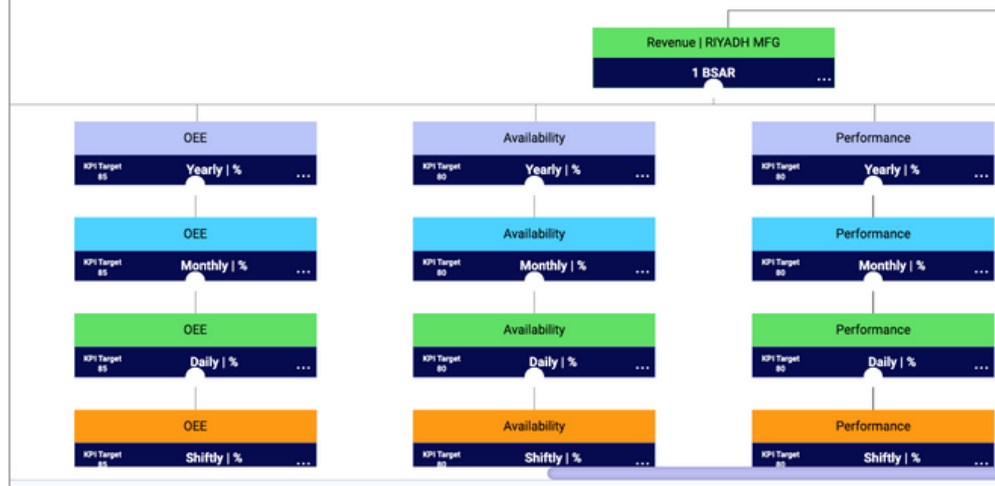 Revenue | RIYADH MFG
1 BSAR
...
OEE
KPI Target
85
Yearly | %
...
Availability
KPI Target
80
Yearly | %
...
Performance
KPI Target
80
Yearly | %
...
OEE
KPI Target
85
Monthly | %
...
Availability
KPI Target
80
Monthly | %
...
Performance
KPI Target
80
Monthly | %
...
OEE
KPI Target
85
Daily | %
...
Availability
KPI Target
80
Daily | %
...
Performance
KPI Target
80
Daily | %
...
OEE
KPI Target
85
Shiftly | %
...
Availability
KPI Target
80
Shiftly | %
...
Performance
KPI Target
80
Shiftly | %
...